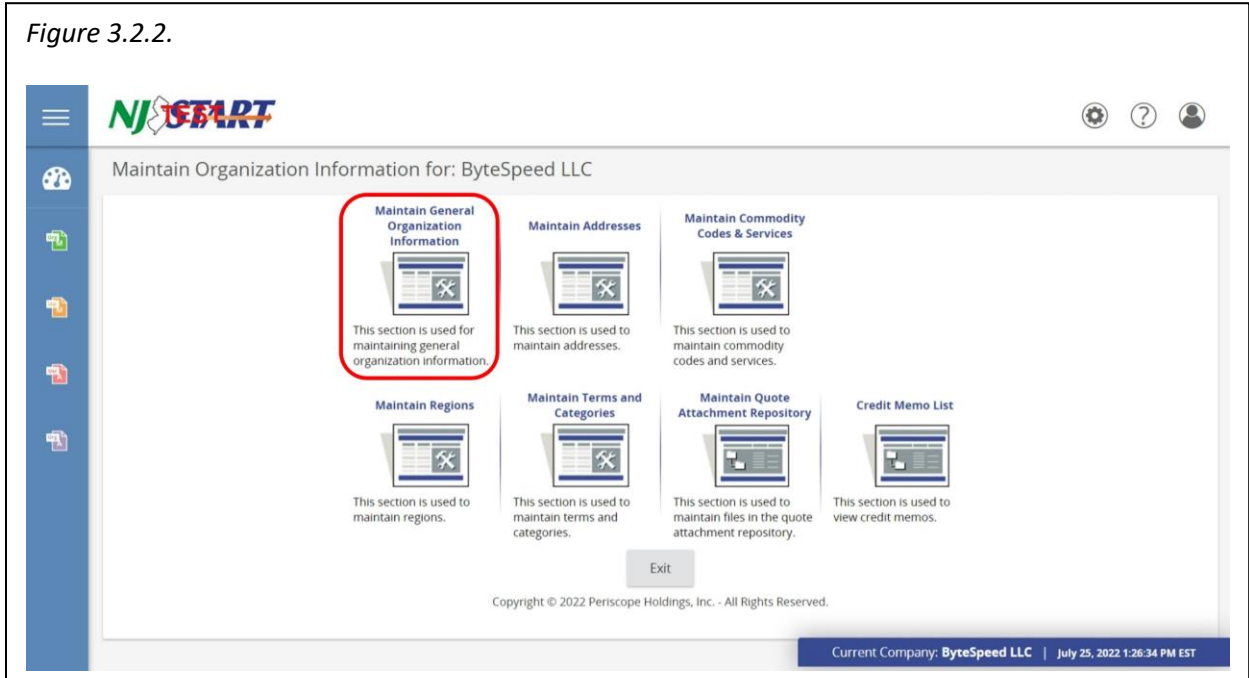 Figure 3.2.2.
NJ START
TEST
Maintain Organization Information for: ByteSpeed LLC
Maintain General
Organization
Information
This section is used for
maintaining general
organization information.
Maintain Addresses
This section is used to
maintain addresses.
Maintain Commodity
Codes & Services
This section is used to
maintain commodity
codes and services.
Maintain Regions
This section is used to
maintain regions.
Maintain Terms and
Categories
This section is used to
maintain terms and
categories.
Maintain Quote
Attachment Repository
This section is used to
maintain files in the quote
attachment repository.
Credit Memo List
This section is used to
view credit memos.
Exit
Copyright © 2022 Periscope Holdings, Inc. - All Rights Reserved.
Current Company: ByteSpeed LLC | July 25, 2022 1:26:34 PM EST